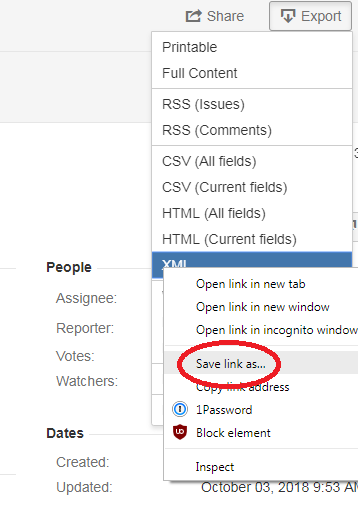 Share Export
Printable
Full Content
RSS (Issues)
RSS (Comments)
CSV (All fields)
CSV (Current fields)
HTML (All fields)
HTML (Current fields)
XML
People
Assignee:
Reporter:
Votes:
Watchers:
Open link in new tab
Open link in new window
Open link in incognito window
Save link as...
Copy link address
1Password
Block element
Inspect
Dates
Created:
Updated: October 03, 2018 9:53 AM